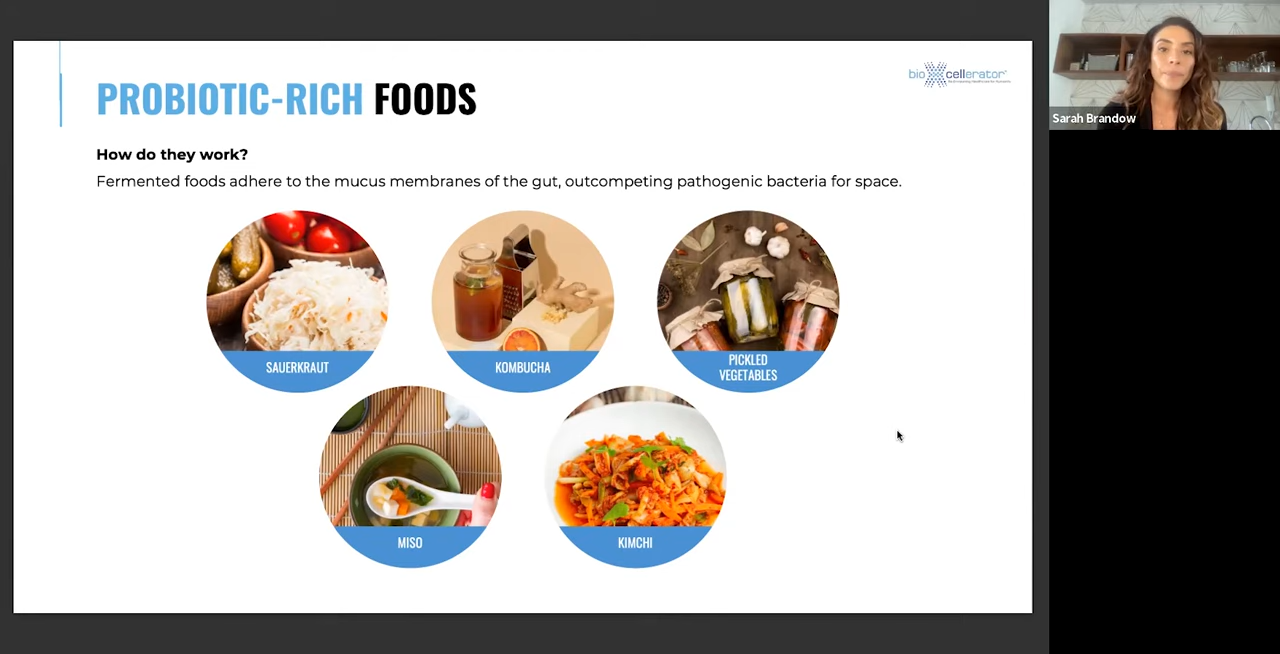 PROBIOTIC-RICH FOODS
bio cellerator
How do they work?
Fermented foods adhere to the mucus membranes of the gut, outcompeting pathogenic bacteria for space.
SAUERKRAUT
KOMBUCHA
PICKLED
VEGETABLES
MISO
KIMCHI
Sarah Brandow